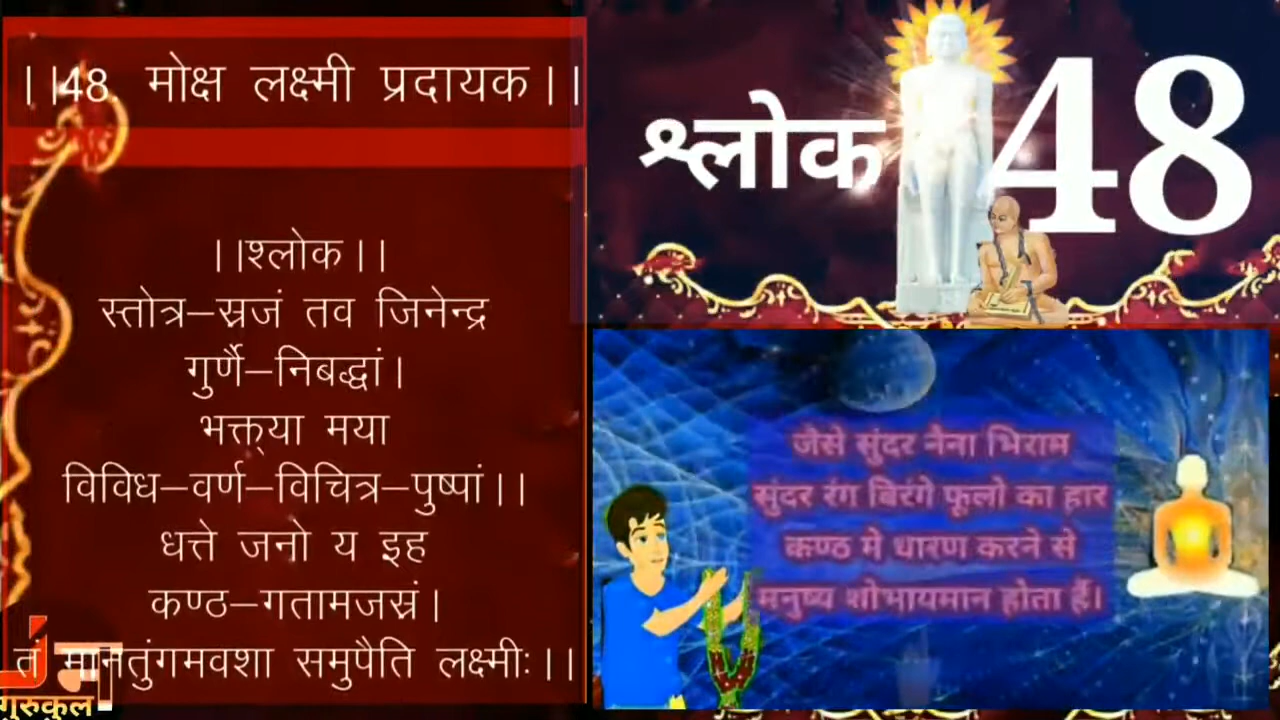 ||48. मोक्ष लक्ष्मी प्रदायक||
||श्लोक||
स्तोत्र–स्रजं तव जिनेन्द्र
गुर्णै–निबद्धां|
भक्त्या मया
विविध–वर्ण–विचित्र–पुष्पां||
धत्ते जनो य इह
कण्ठ–गतामजस्रं|
तं मानतुंगमवशा समुपैति लक्ष्मीः||
गुरुकुल
श्लोक 48
जैसे सुंदर नैना भिराम
सुंदर रंग बिरंगे फूलो का हार
कण्ठ मे धारण करने से
मनुष्य शोभायमान होता हैं।